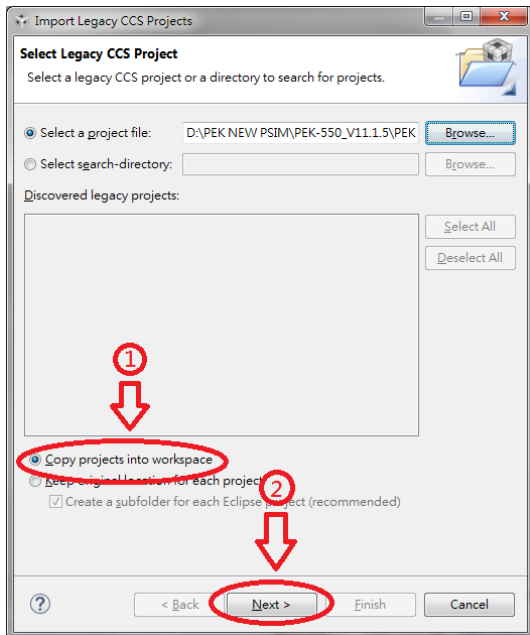 Import Legacy CCS Projects
Select Legacy CCS Project
Select a legacy CCS project or a directory to search for projects.
Select a project file: D:\PEK NEW PSIM\PEK-550_V11.1.5\PEK Browse...
Select search-directory: Browse...
Discovered legacy projects:
Select All
Deselect All
1
Copy projects into workspace
Keep original location for each project
2
Create a subfolder for each Eclipse project (recommended)
? < Back Next > Finish Cancel